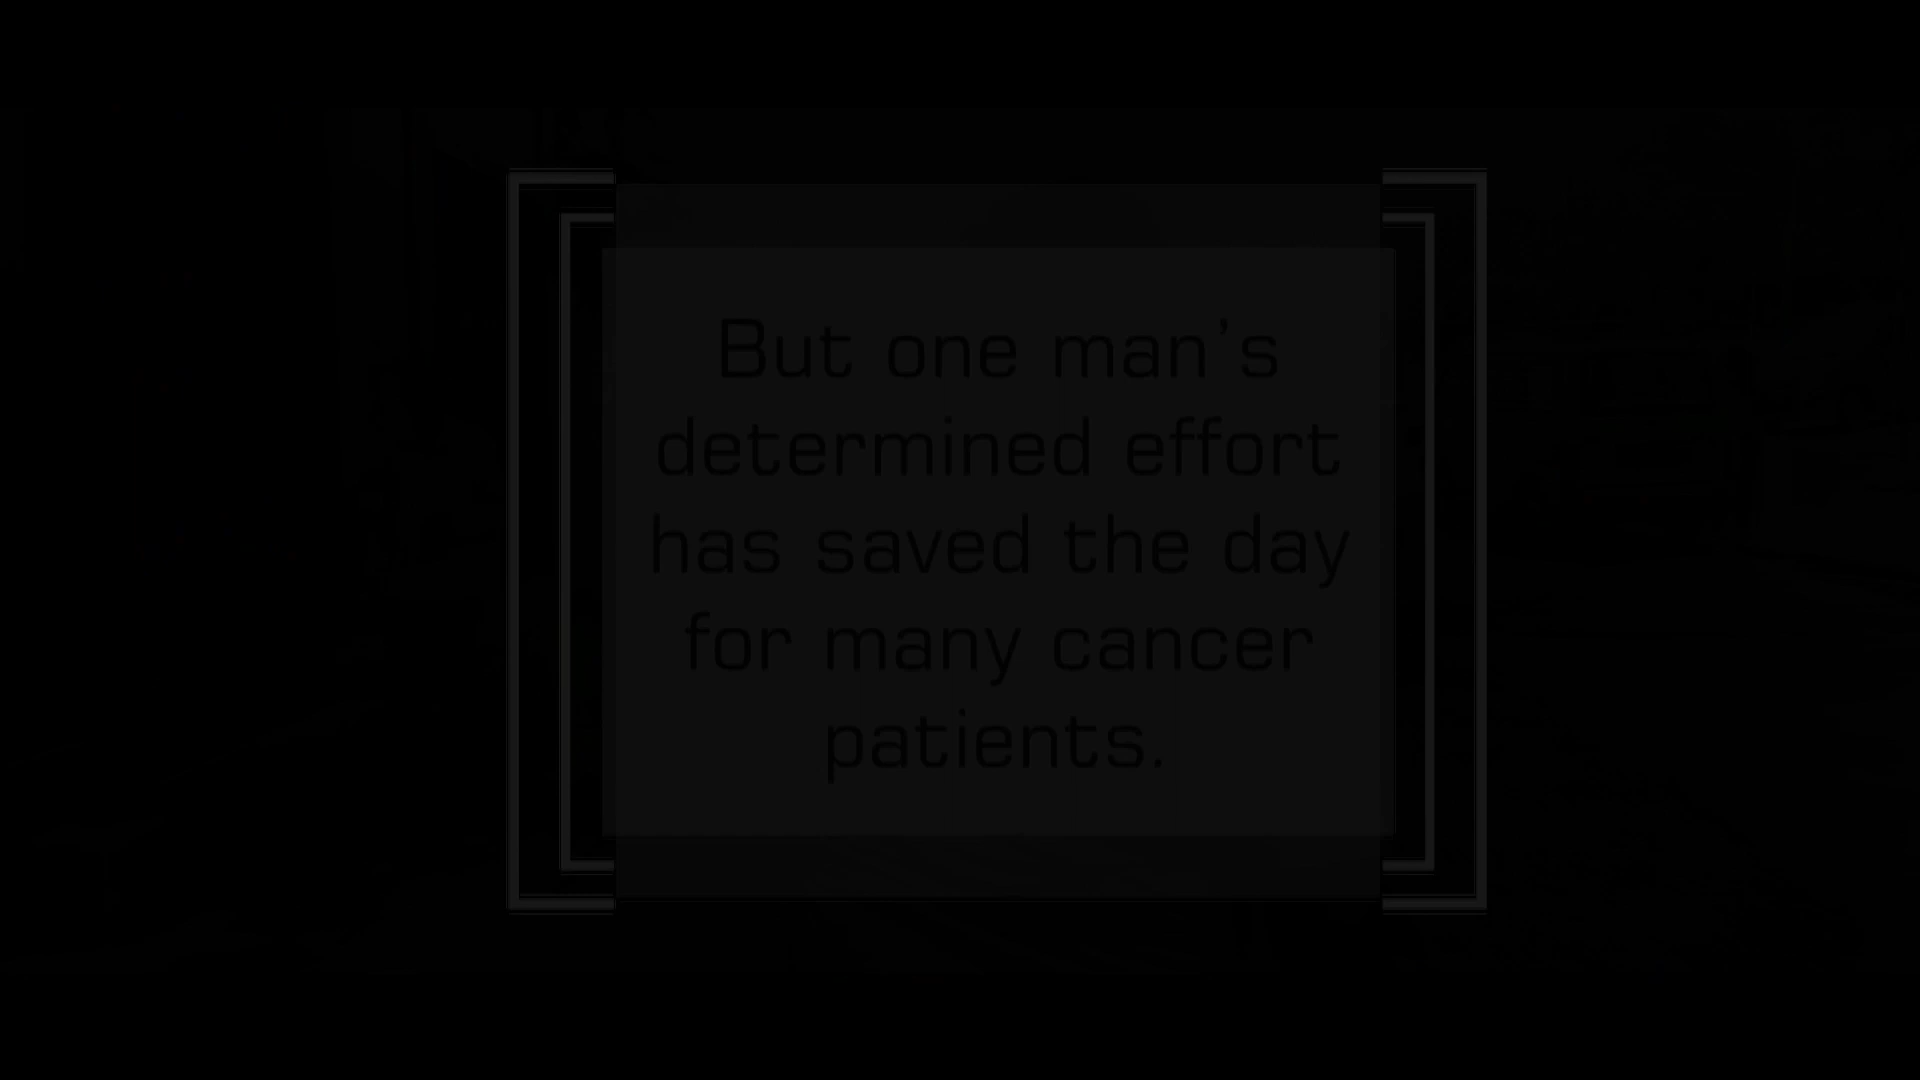 But one man’s
determined effort
has saved the day
for many cancer
patients.